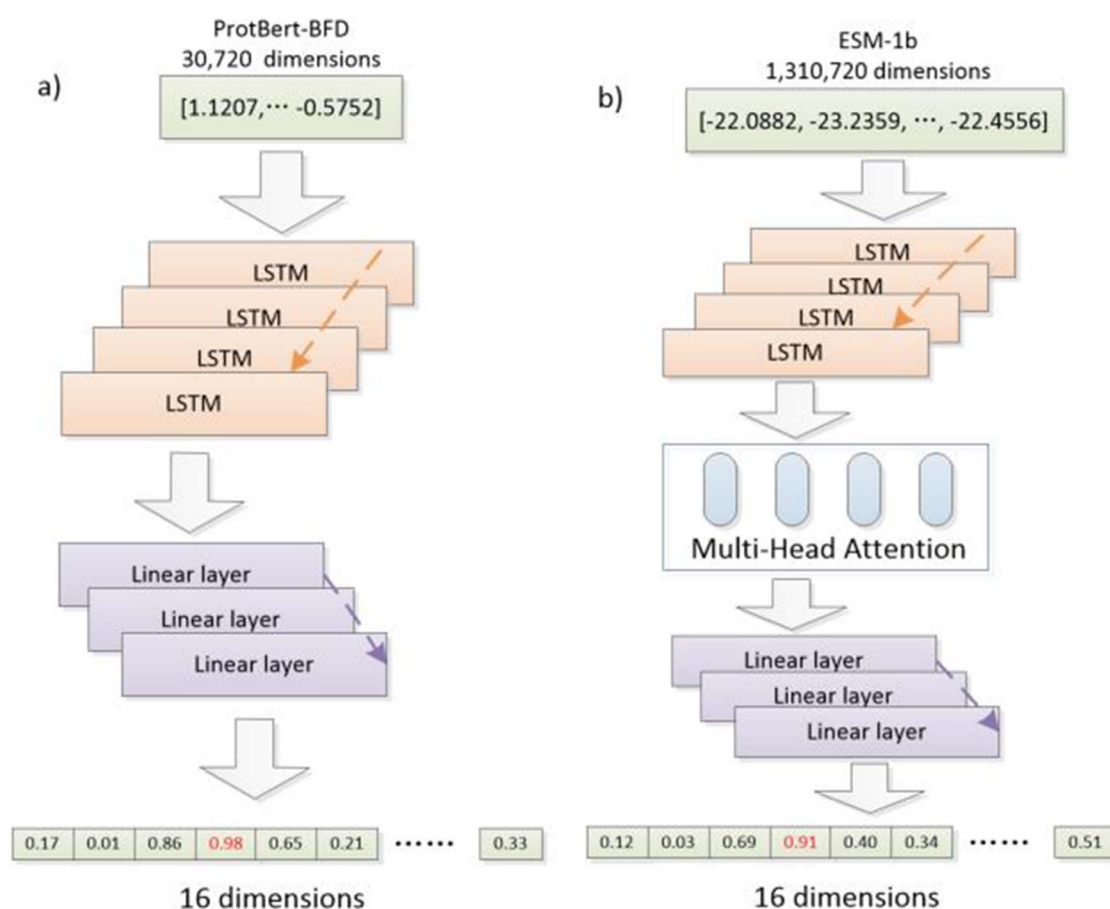 a)
ProtBert-BFD
30,720 dimensions
[1.1207,⋯ -0.5752]
LSTM
LSTM
LSTM
LSTM
Linear layer
Linear layer
Linear layer
0.17 0.01 0.86 0.98 0.65 0.21 ⋯⋯ 0.33
16 dimensions
b)
ESM-1b
1,310,720 dimensions
[-22.0882, -23.2359, ⋯, -22.4556]
LSTM
LSTM
LSTM
LSTM
Multi-Head Attention
Linear layer
Linear layer
Linear layer
0.12 0.03 0.69 0.91 0.40 0.34 ⋯⋯ 0.51
16 dimensions